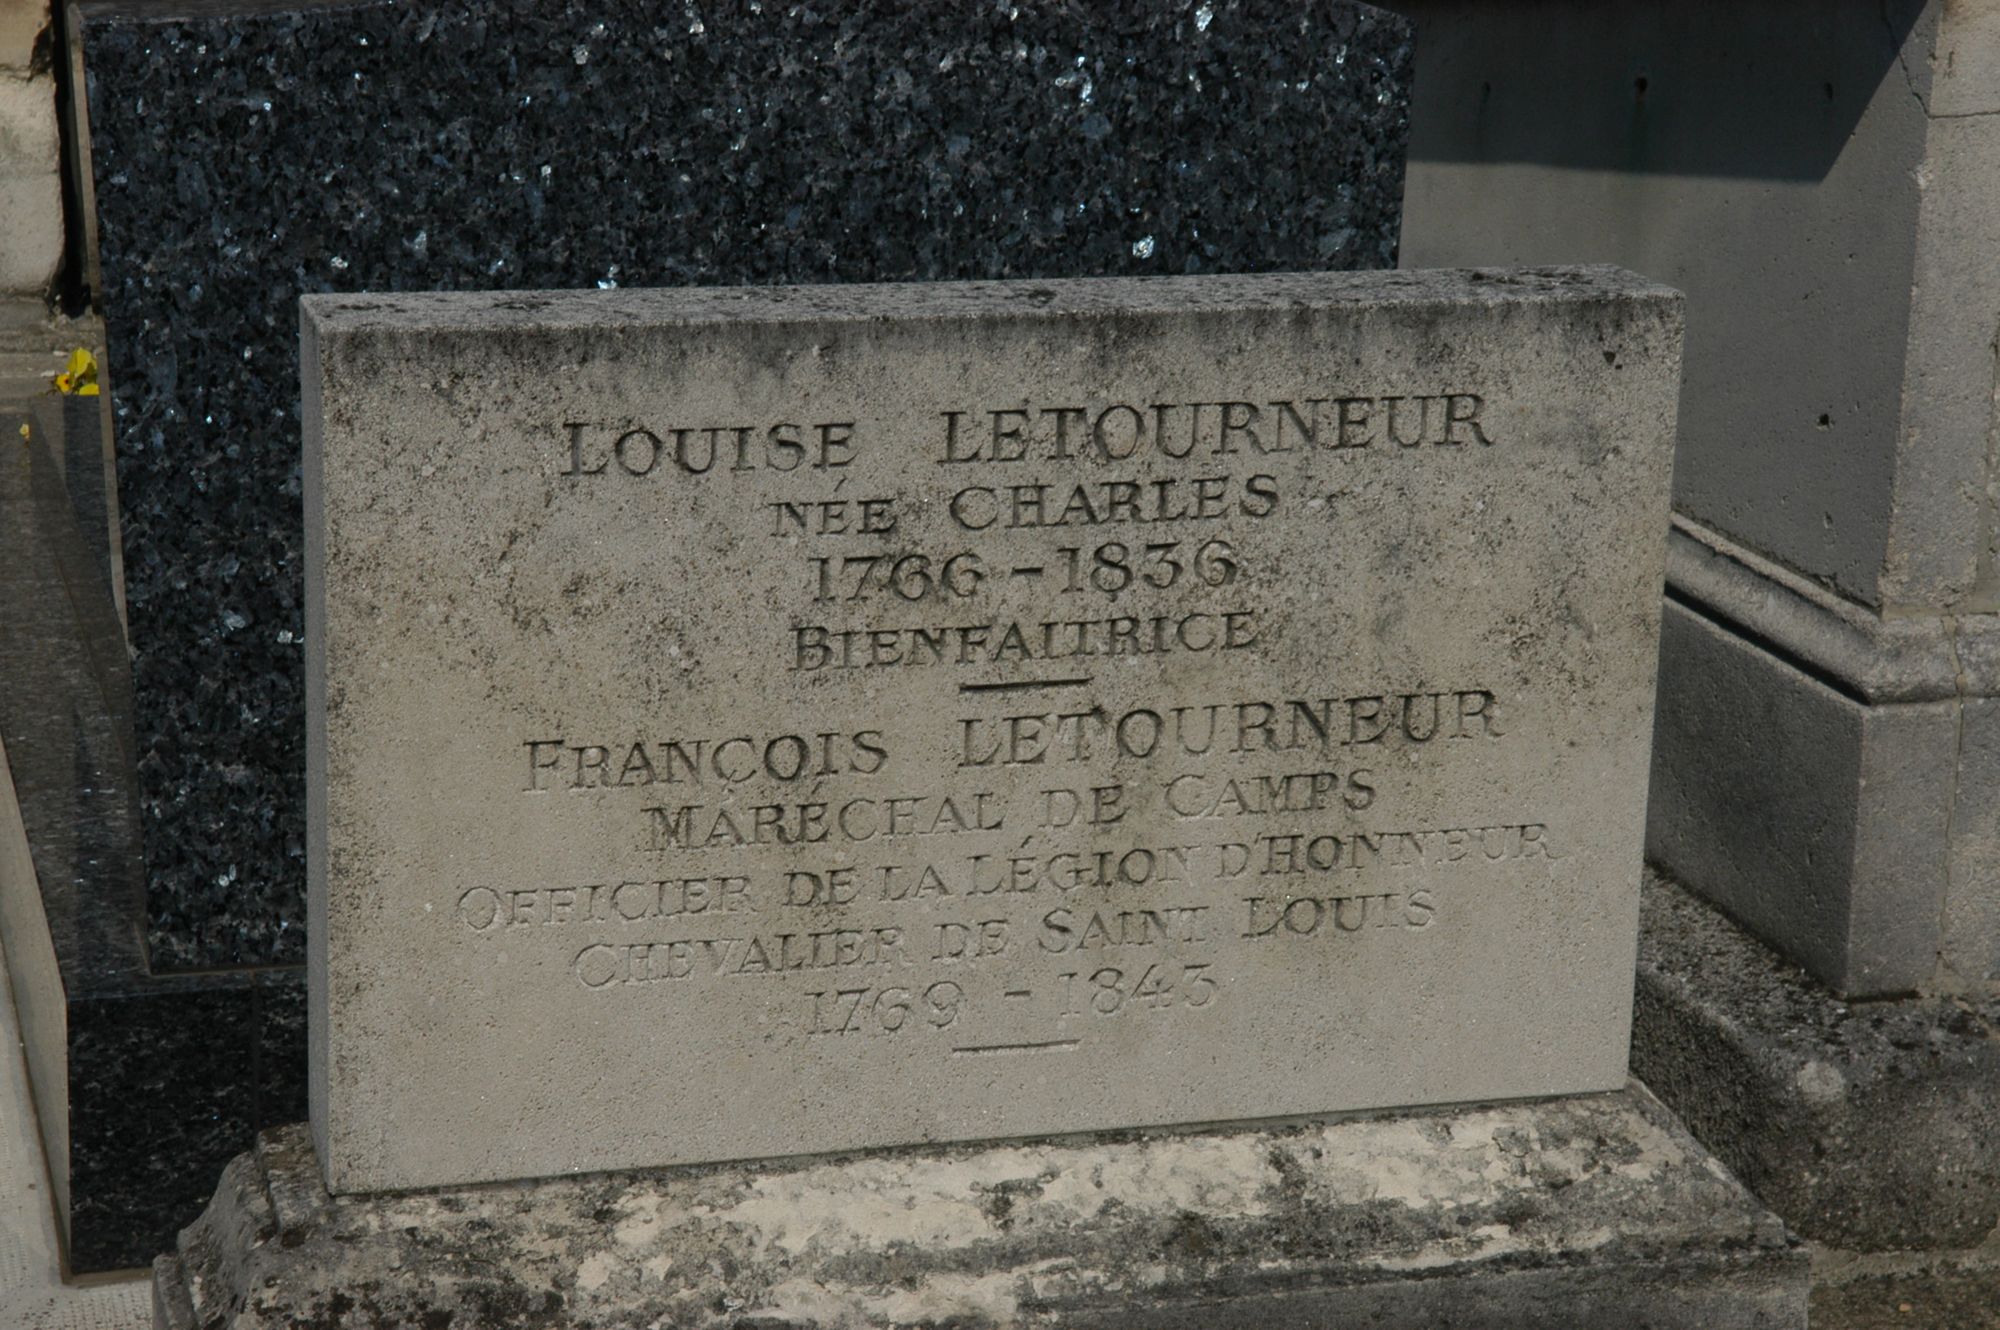 LOUISE LETOURNEUR
NÉE CHARLES
1766 - 1836
BIENFAITRICE
FRANÇOIS LETOURNEUR
MARÉCHAL DE CAMPS
OFFICIER DE LA LÉGION D'HONNEUR
CHEVALIER DE SAINT LOUIS
1769 - 1843